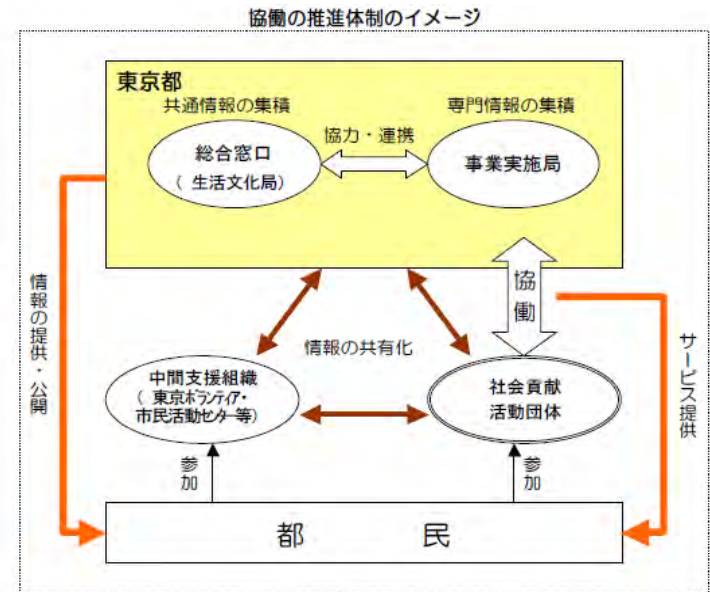 協働の推進体制のイメージ
東京都
共通情報の集積
専門情報の集積
総合窓口
( 生活文化局)
協力・連携
事業実施局
協働
情報の提供・公開
情報の共有化
サービス提供
中間支援組織
( 東京ボランティア・
市民活動センター等)
社会貢献
活動団体
参加
参加
都 民